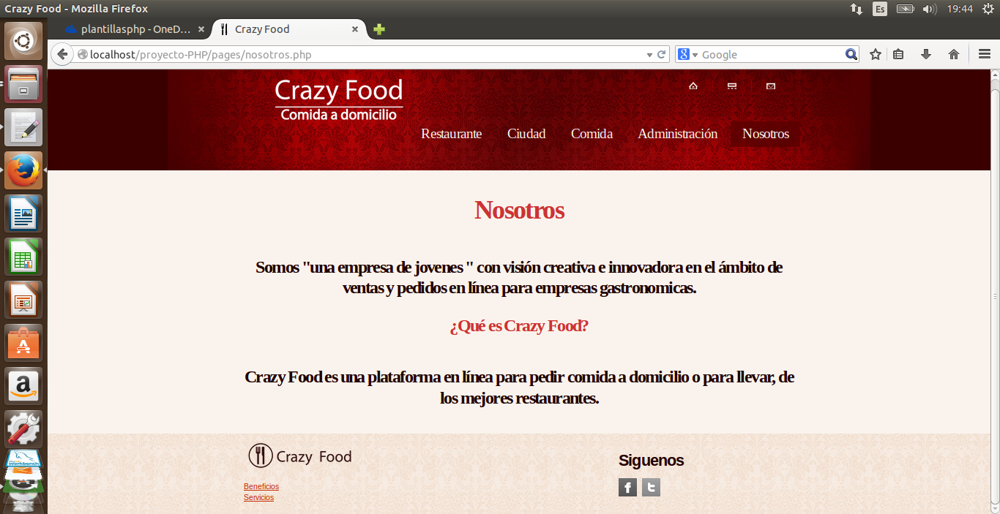 Crazy Food - Mozilla Firefox
Es
19:44
plantillasphp - OneD...
Crazy Food
localhost/proyecto-PHP/pages/nosotros.php
Google
Crazy Food
Comida a domicilio
Restaurante Ciudad Comida Administración Nosotros
Nosotros
Somos "una empresa de jovenes " con visión creativa e innovadora en el ámbito de
ventas y pedidos en línea para empresas gastronomicas.
¿Qué es Crazy Food?
Crazy Food es una plataforma en línea para pedir comida a domicilio o para llevar, de
los mejores restaurantes.
Crazy Food
Siguenos
Beneficios
Servicios